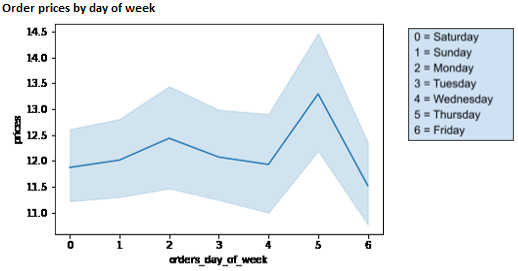 Order prices by day of week
14.5
14.0
13.5
13.0
12.5
12.0
11.5
11.0
prices
0 1 2 3 4 5 6
orders_day_of_week
0 = Saturday
1 = Sunday
2 = Monday
3 = Tuesday
4 = Wednesday
5 = Thursday
6 = Friday